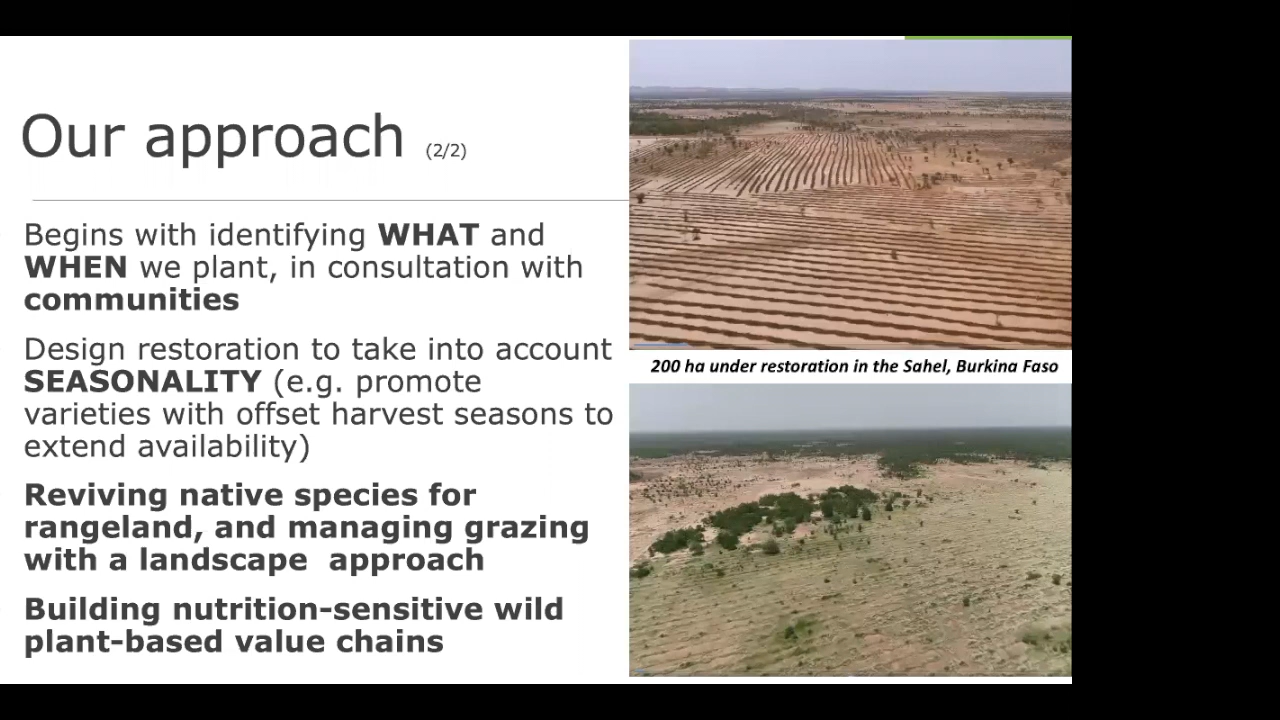 Our approach (2/2)
Begins with identifying WHAT and
WHEN we plant, in consultation with
communities
Design restoration to take into account
SEASONALITY (e.g. promote
varieties with offset harvest seasons to
extend availability)
Reviving native species for
rangeland, and managing grazing
with a landscape  approach
Building nutrition-sensitive wild
plant-based value chains
200 ha under restoration in the Sahel, Burkina Faso